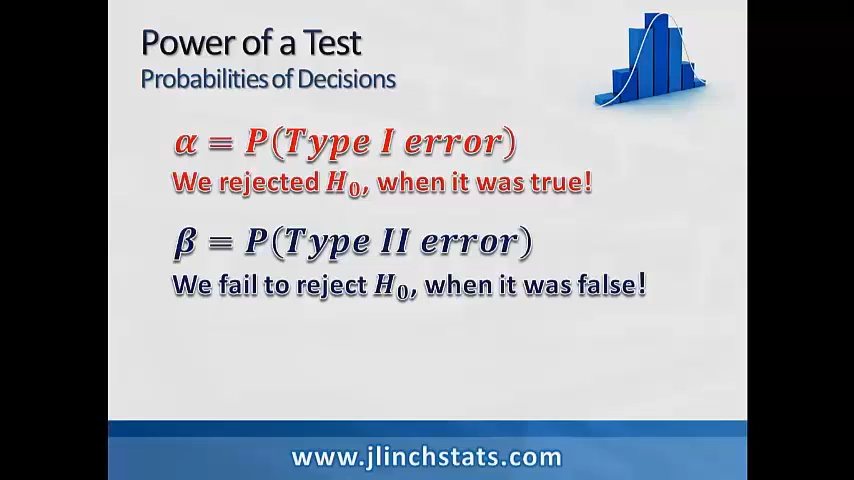 Power of a Test
Probabilities of Decisions
α = P(Type I error)
We rejected H₀, when it was true!
β = P(Type II error)
We fail to reject H₀, when it was false!
www.jlinchstats.com